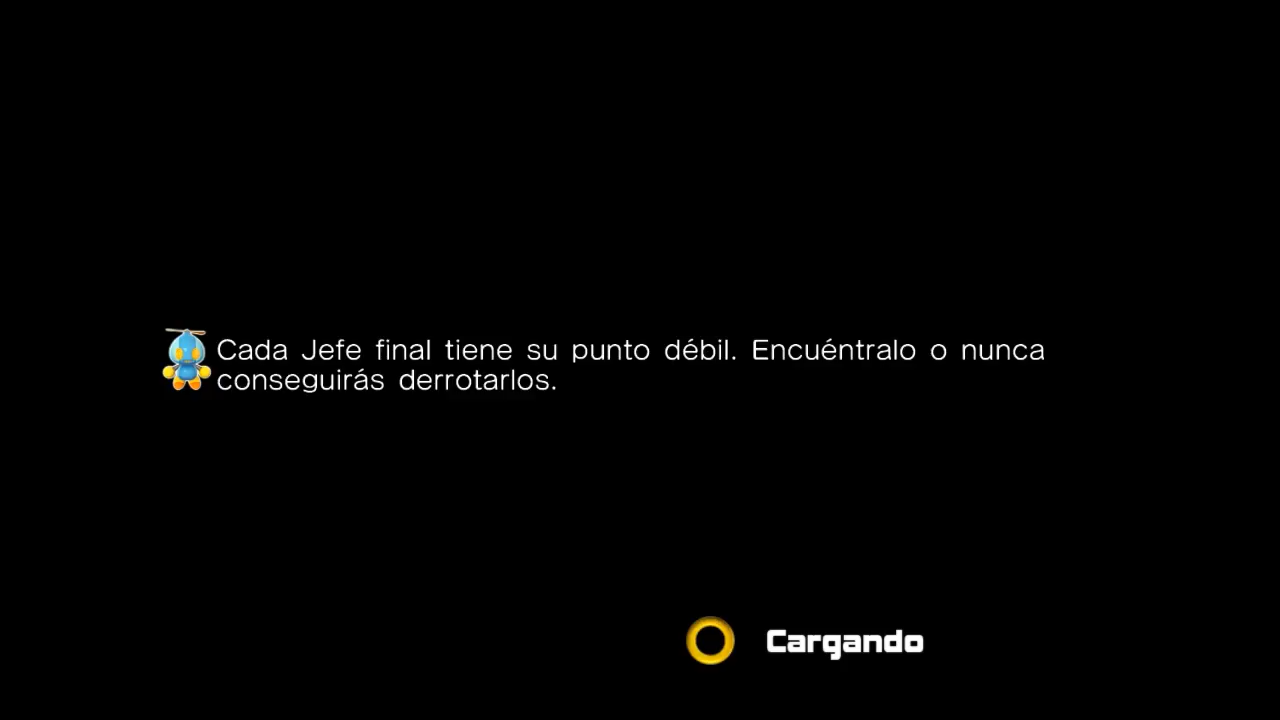 Cada Jefe final tiene su punto débil. Encuéntralo o nunca
conseguirás derrotarlos.
Cargando